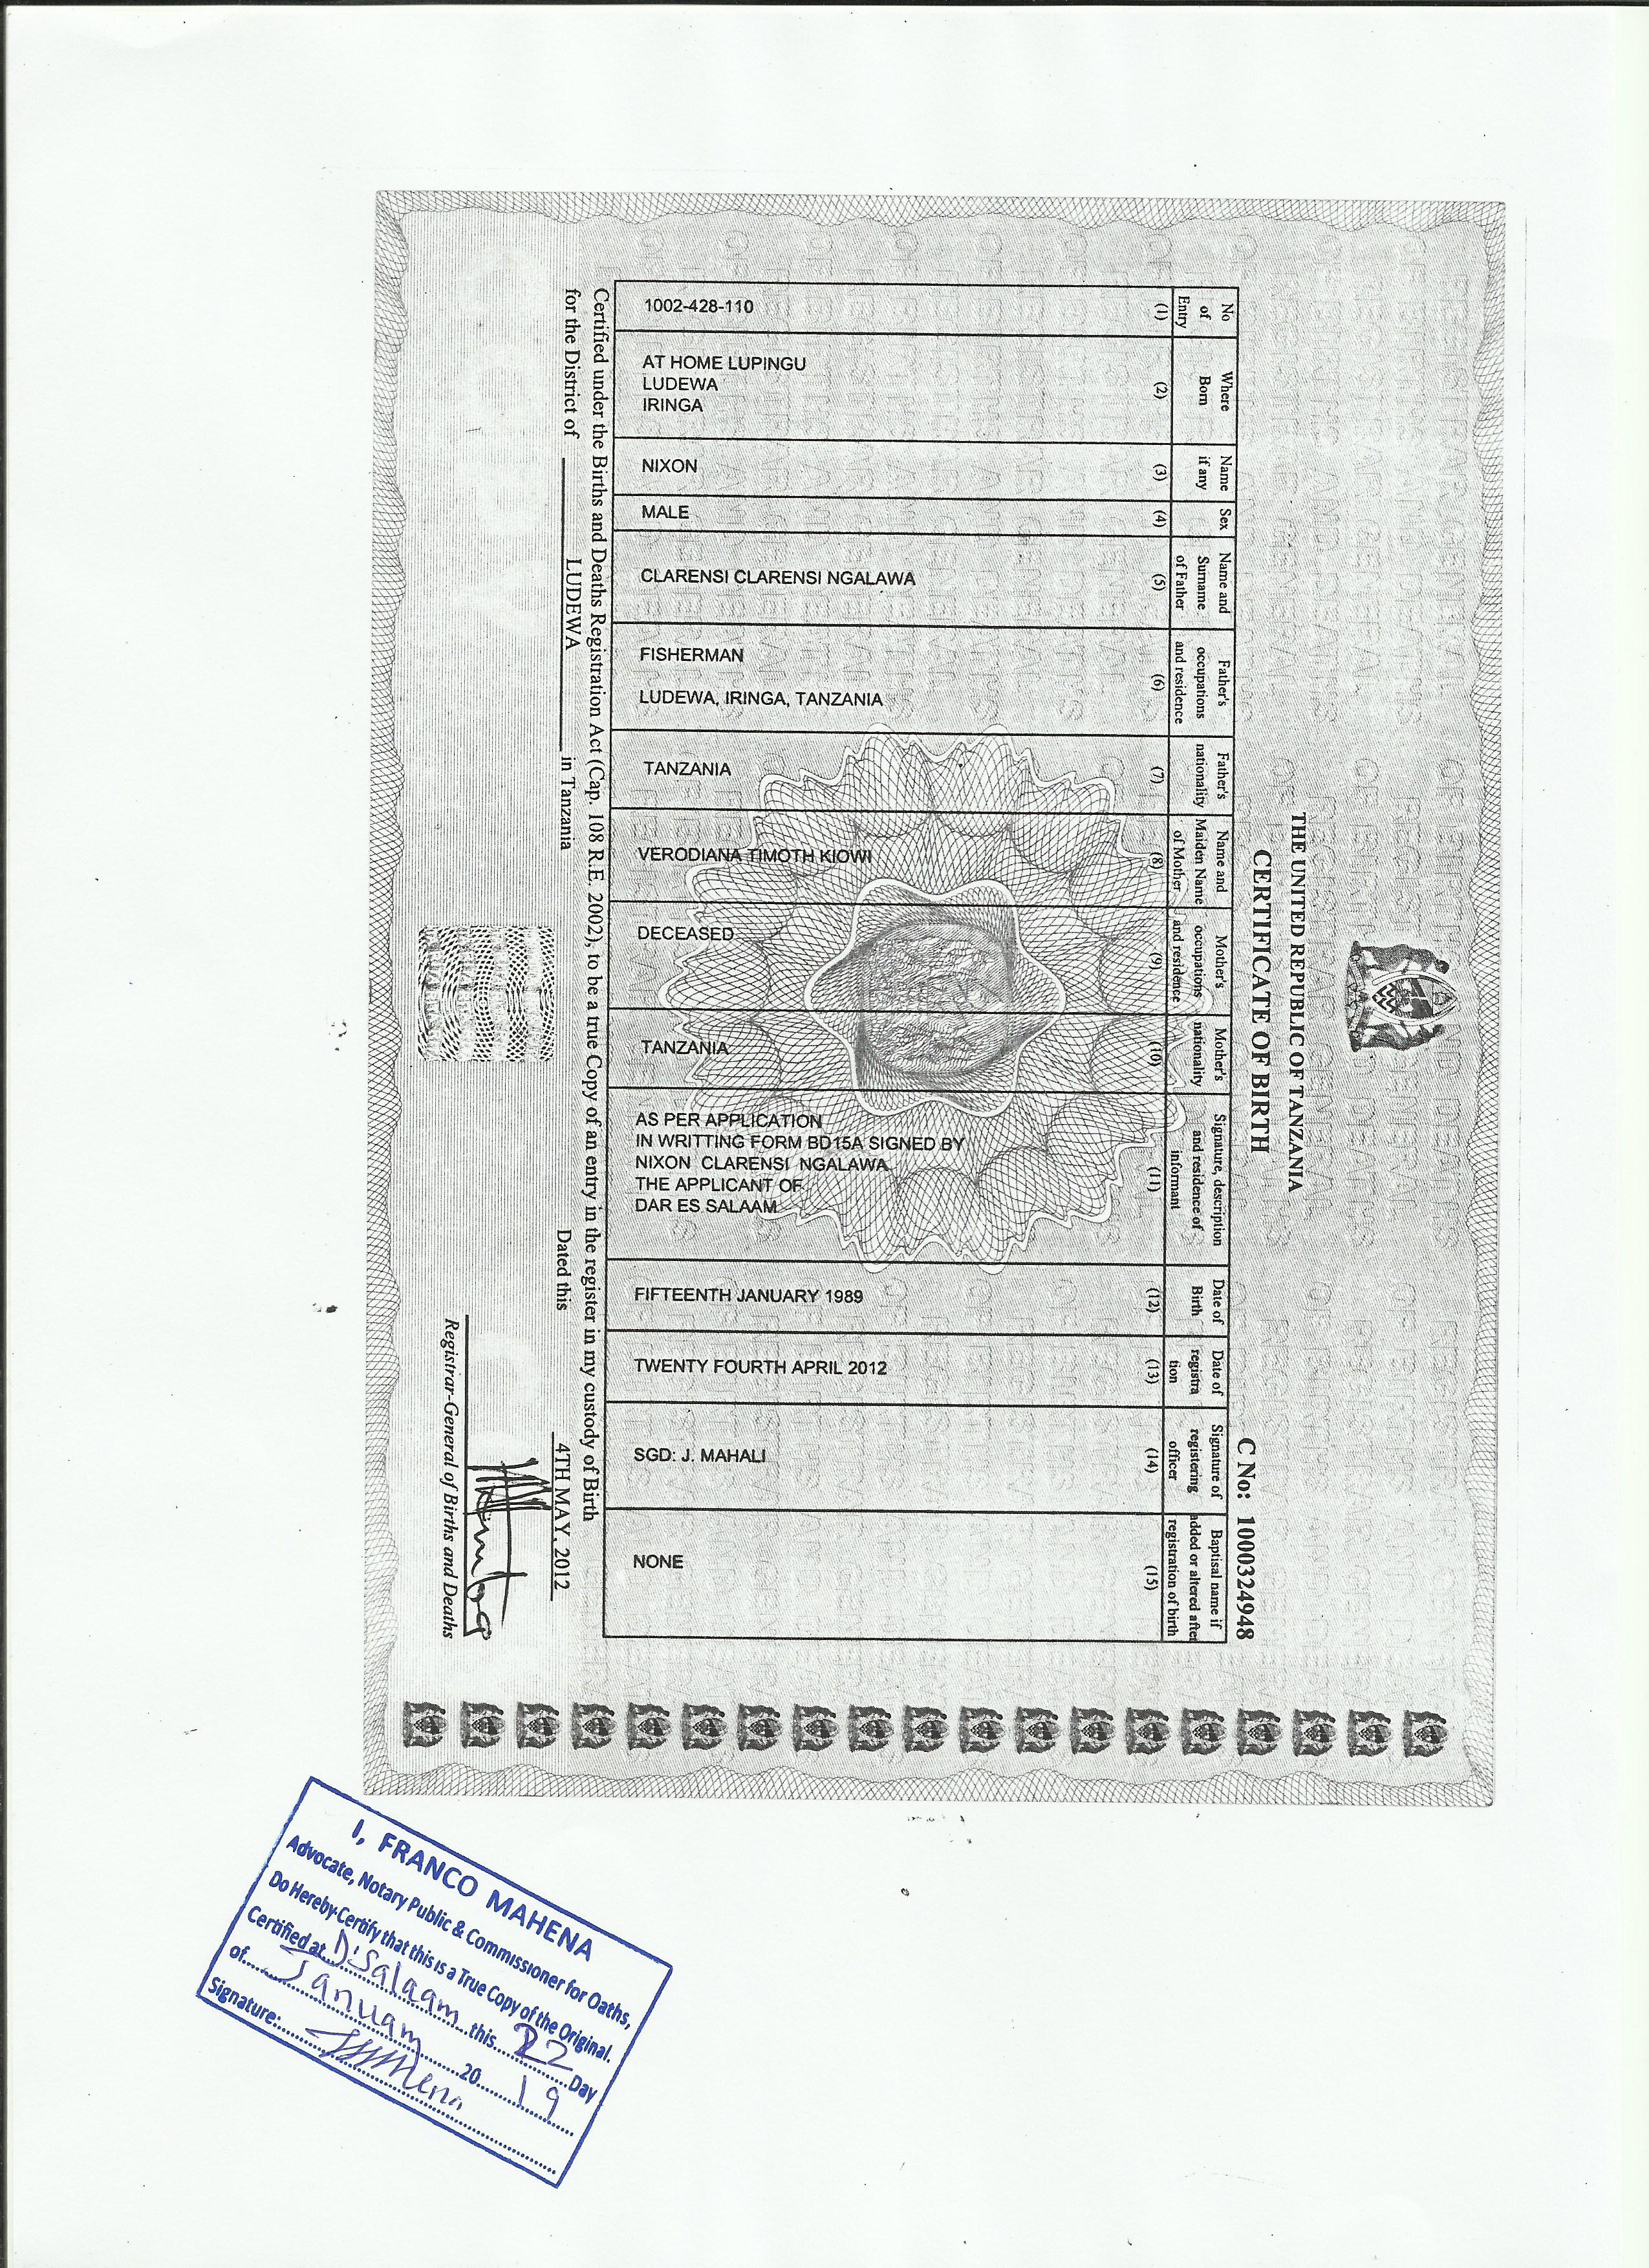 THE UNITED REPUBLIC OF TANZANIA
CERTIFICATE OF BIRTH
C No: 1000324948
No of Entry
(1)
1002-428-110
Where Born
(2)
AT HOME LUPINGU
LUDEWA
IRINGA
Name if any
(3)
NIXON
Sex
(4)
MALE
Name and Surname of Father
(5)
CLARENSI CLARENSI NGALAWA
Father's occupations and residence
(6)
FISHERMAN
LUDEWA, IRINGA, TANZANIA
Father's nationality
(7)
TANZANIA
Name and Maiden Name of Mother
(8)
VERODIANA TIMOTH KIOWI
Mother's occupations and residence
(9)
DECEASED
Mother's nationality
(10)
TANZANIA
Signature, description and residence of informant
(11)
AS PER APPLICATION
IN WRITTING FORM BD15A SIGNED BY
NIXON CLARENSI NGALAWA
THE APPLICANT OF
DAR ES SALAAM
Date of Birth
(12)
FIFTEENTH JANUARY 1989
Date of registra tion
(13)
TWENTY FOURTH APRIL 2012
Signature of registering officer
(14)
SGD: J. MAHALI
Baptisal name if added or altered after registration of birth
(15)
NONE
Certified under the Births and Deaths Registration Act (Cap. 108 R.E. 2002), to be a true Copy of an entry in the register in my custody of Birth
for the District of LUDEWA in Tanzania Dated this 4TH MAY, 2012
Registrar-General of Births and Deaths
I, FRANCO MAHENA
Advocate, Notary Public & Commissioner for Oaths,
Do Hereby Certify that this is a True Copy of the Original.
Certified at D'Salaam this 22 Day
of January 2019
Signature: